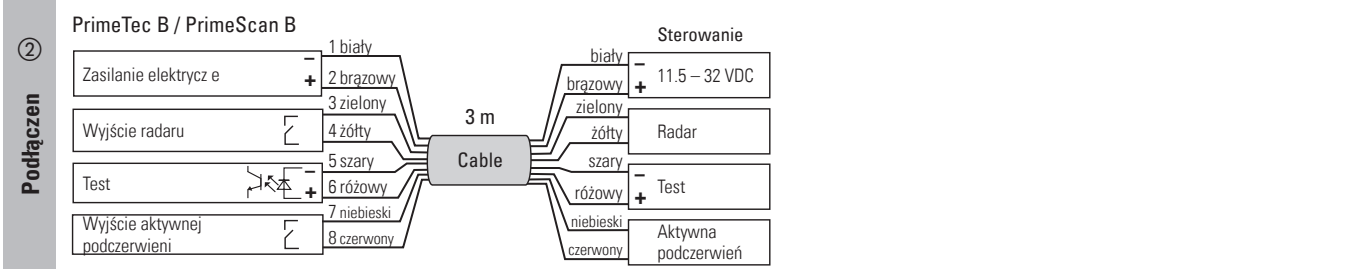 ② Podłączen
PrimeTec B / PrimeScan B
Zasilanie elektrycz e
–
+
1 biały
2 brązowy
Wyjście radaru
3 zielony
4 żółty
Test
–
+
5 szary
6 różowy
Wyjście aktywnej
podczerwieni
7 niebieski
8 czerwony
3 m
Cable
Sterowanie
biały
brązowy
–
+
11.5 – 32 VDC
zielony
żółty
Radar
szary
różowy
–
+
Test
niebieski
czerwony
Aktywna
podczerwień